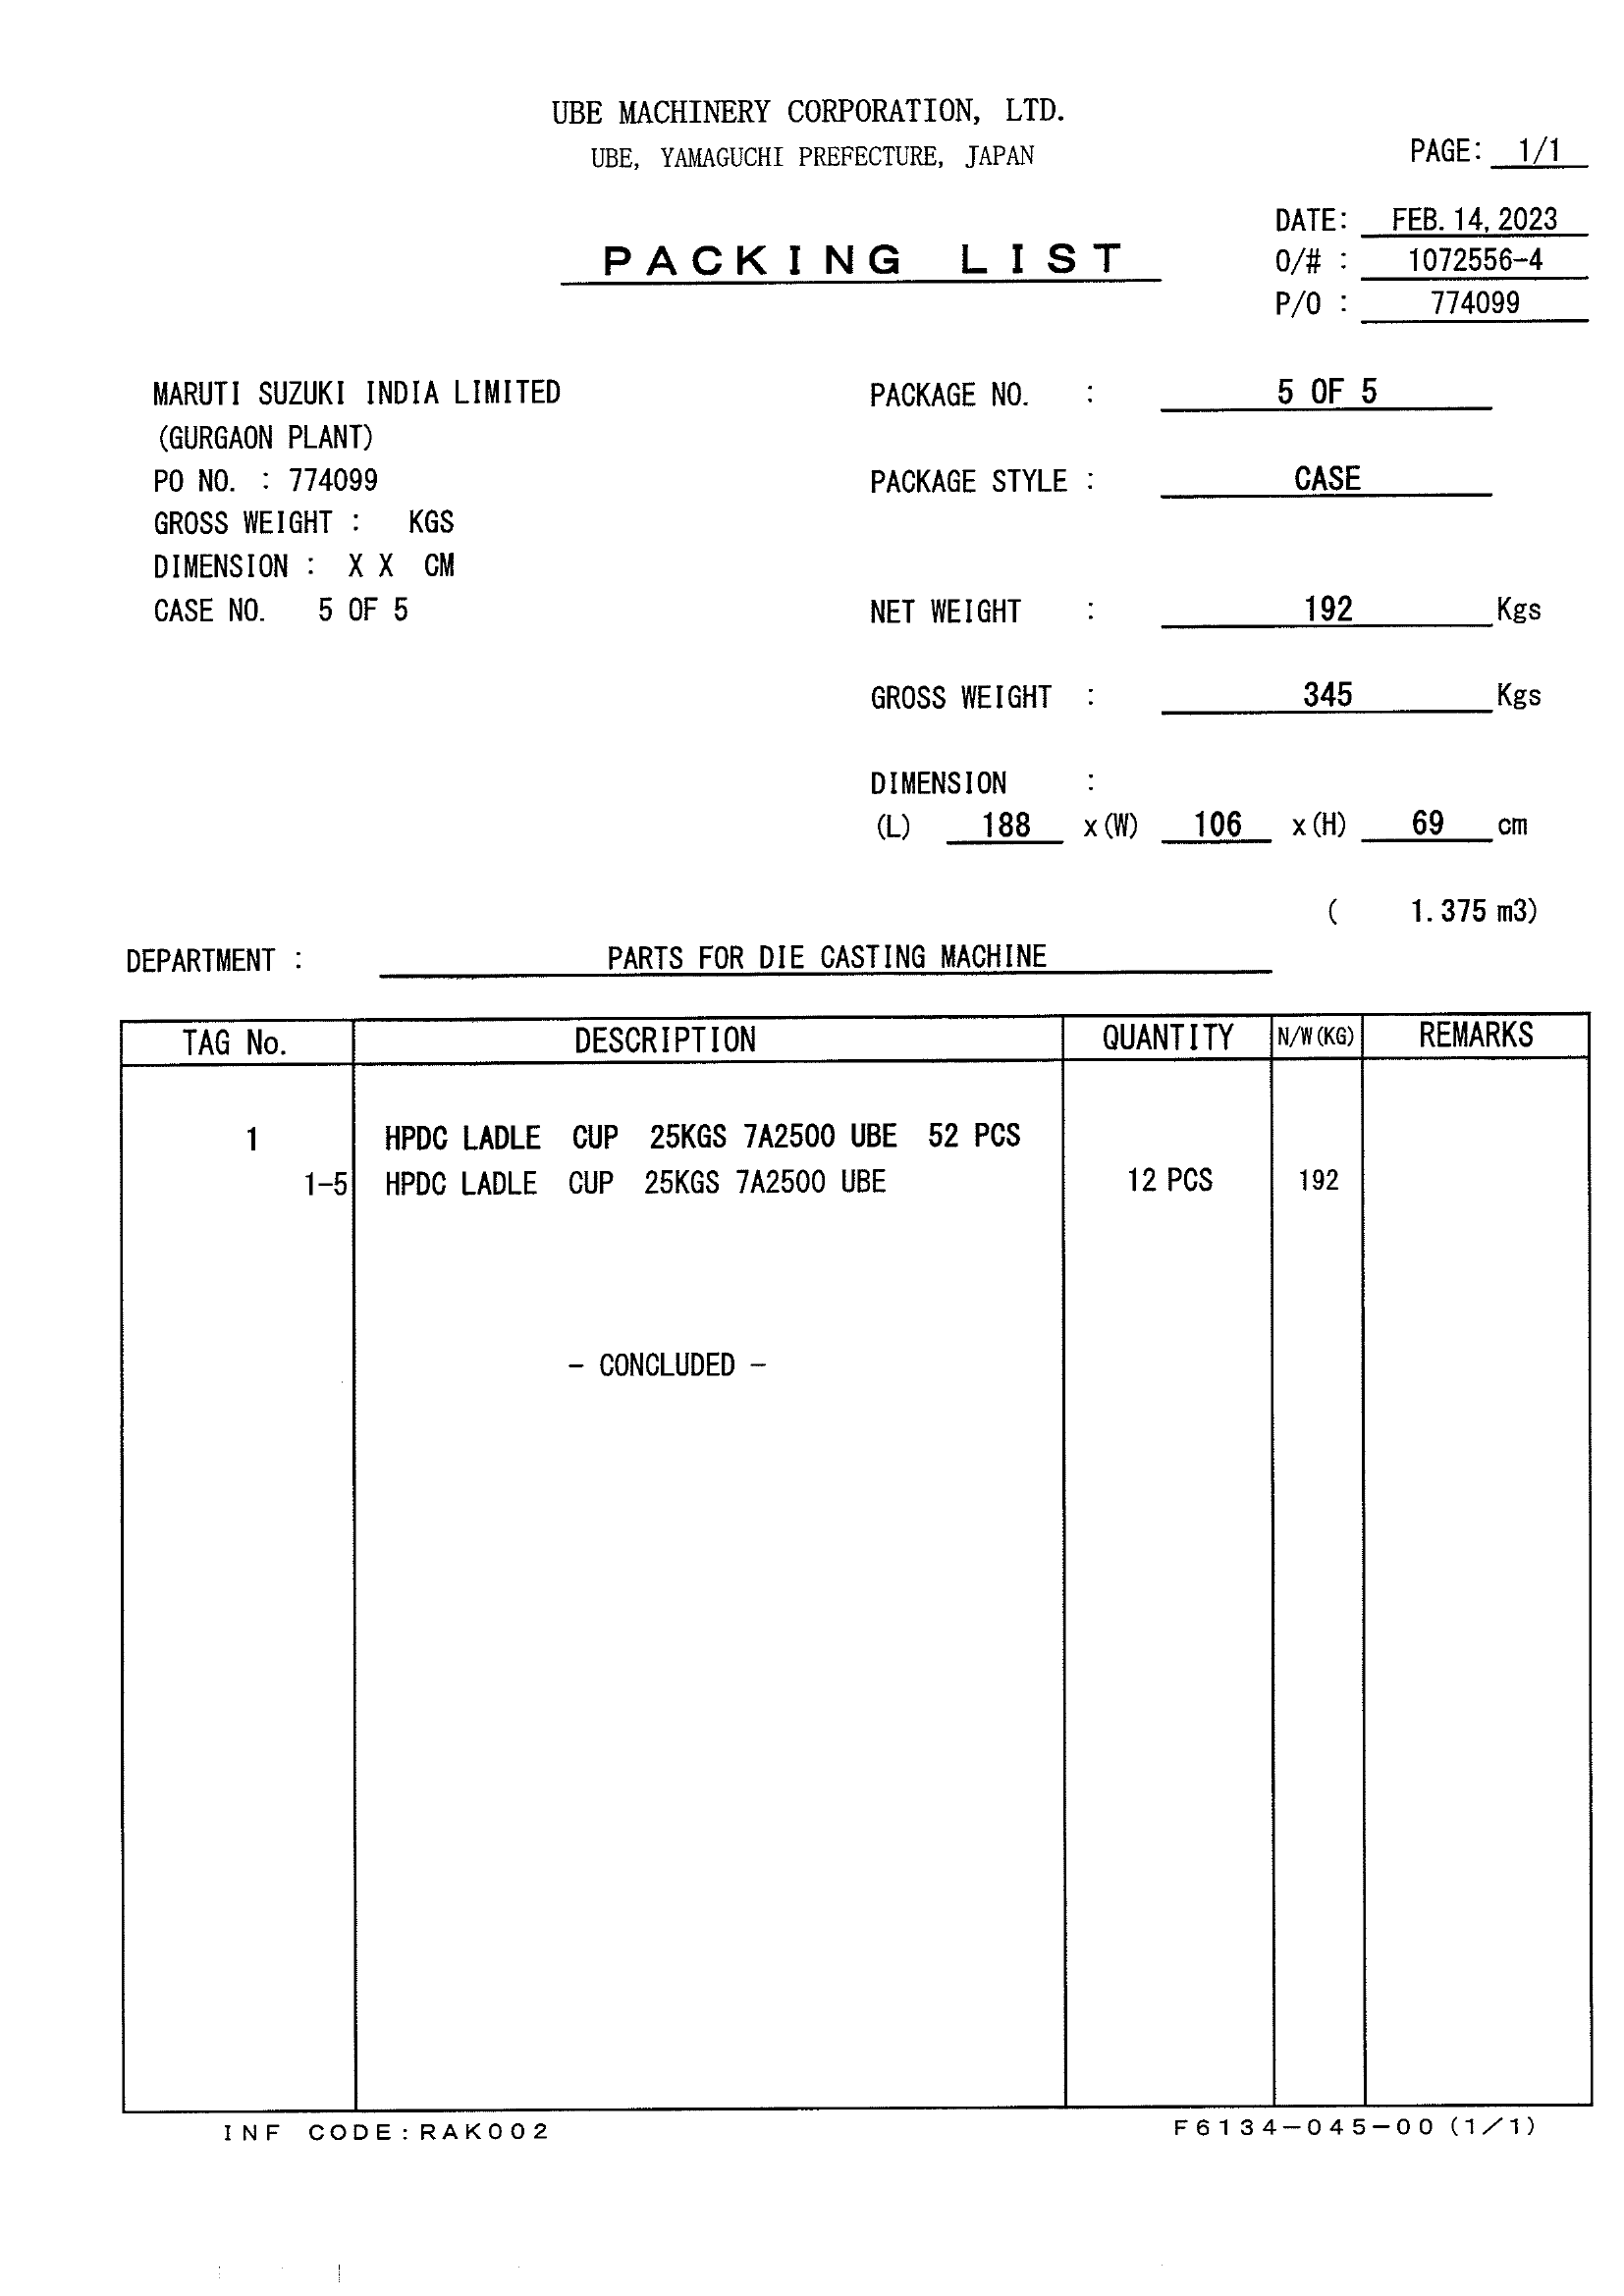 UBE MACHINERY CORPORATION, LTD.
UBE, YAMAGUCHI PREFECTURE, JAPAN
PAGE: 1/1
DATE: FEB. 14, 2023
PACKING LIST
O/# : 1072556-4
P/O : 774099
MARUTI SUZUKI INDIA LIMITED
(GURGAON PLANT)
PO NO. : 774099
GROSS WEIGHT : KGS
DIMENSION : X X CM
CASE NO. 5 OF 5
PACKAGE NO. : 5 OF 5
PACKAGE STYLE : CASE
NET WEIGHT : 192 Kgs
GROSS WEIGHT : 345 Kgs
DIMENSION :
(L) 188 x(W) 106 x(H) 69 cm
( 1.375 m3)
DEPARTMENT : PARTS FOR DIE CASTING MACHINE
TAG No. DESCRIPTION QUANTITY N/W(KG) REMARKS
1 HPDC LADLE CUP 25KGS 7A2500 UBE 52 PCS
1-5 HPDC LADLE CUP 25KGS 7A2500 UBE 12 PCS 192
- CONCLUDED -
INF CODE:RAK002 F6134-045-00(1/1)